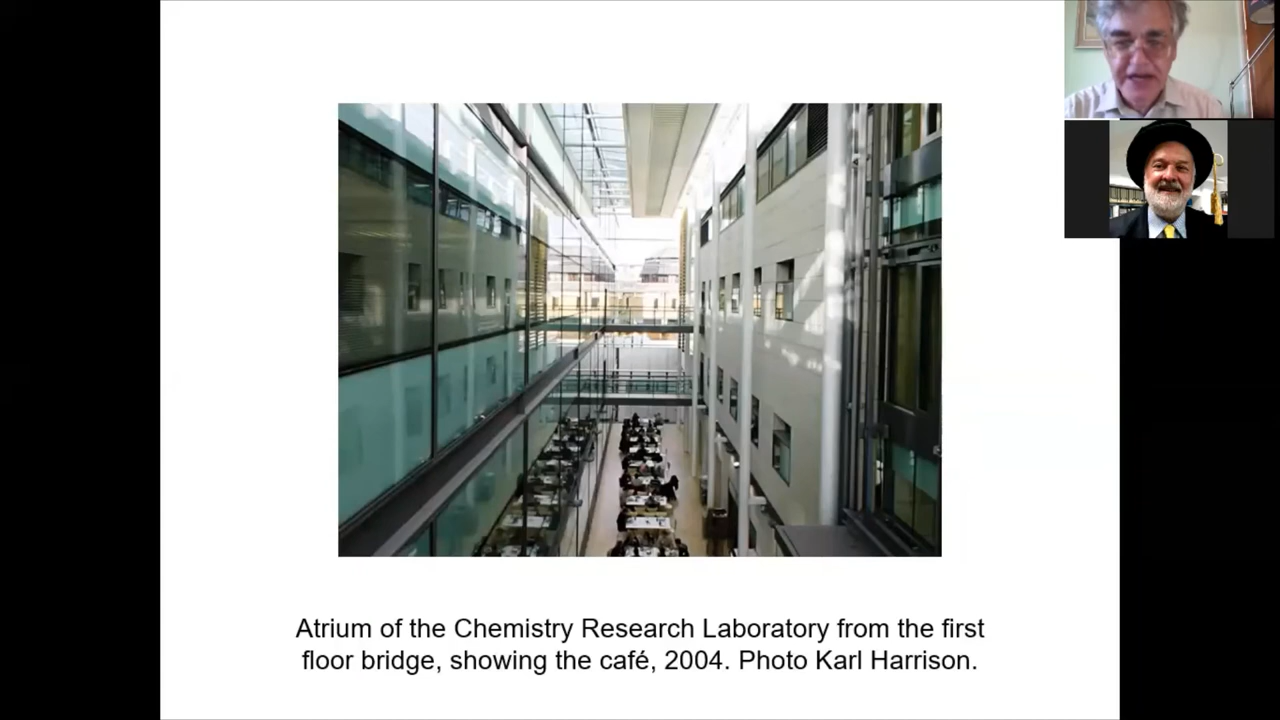 Atrium of the Chemistry Research Laboratory from the first
floor bridge, showing the café, 2004. Photo Karl Harrison.